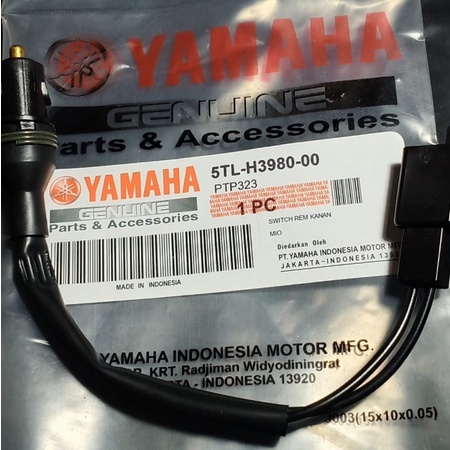 YAMAHA
GENUINE
Parts & Accessories
YAMAHA
GENUINE
Parts & Accessories
5TL-H3980-00
PTP323
1 PC
SWITCH REM KANAN
MIO
Diedarkan Oleh
PT.YAMAHA INDONESIA MOTOR MFG
JAKARTA-INDONESIA 1392
MADE IN INDONESIA
YAMAHA INDONESIA MOTOR MFG.
KRT. Radjiman Widyodiningrat
INDONESIA 13920
0003(15x10x0.05)